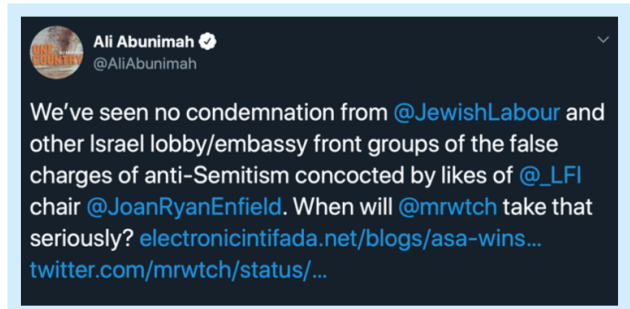 ONE COUNTRY
Ali Abunimah
@AliAbunimah
We’ve seen no condemnation from @JewishLabour and
other Israel lobby/embassy front groups of the false
charges of anti-Semitism concocted by likes of @_LFI
chair @JoanRyanEnfield. When will @mrwtch take that
seriously? electronicintifada.net/blogs/asa-wins...
twitter.com/mrwtch/status/...